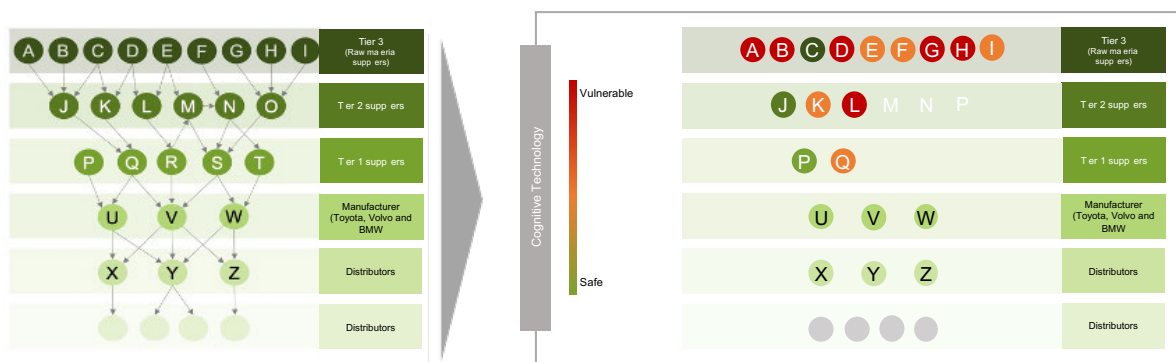 A B C D E F G H I
Tier 3
(Raw ma eria
supp ers)
J K L M N O
T er 2 supp ers
P Q R S T
T er 1 supp ers
U V W
Manufacturer
(Toyota, Volvo and
BMW)
X Y Z
Distributors
Distributors
Cognitive Technology
Vulnerable
Safe
A B C D E F G H I
Tier 3
(Raw ma eria
supp ers)
J K L M N P
T er 2 supp ers
P Q
T er 1 supp ers
U V W
Manufacturer
(Toyota, Volvo and
BMW)
X Y Z
Distributors
Distributors